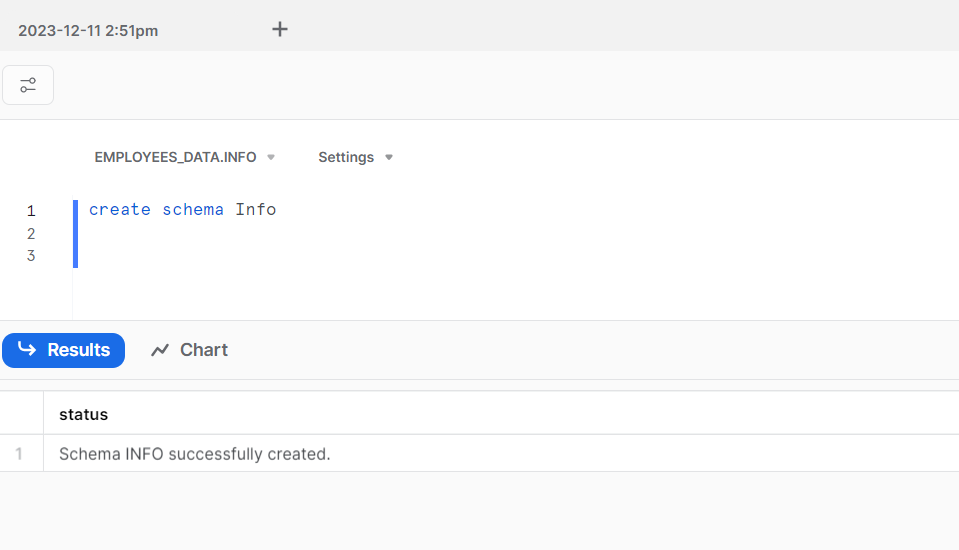 2023-12-11 2:51pm +
EMPLOYEES_DATA.INFO Settings
1 create schema Info
2
3
Results Chart
status
1 Schema INFO successfully created.